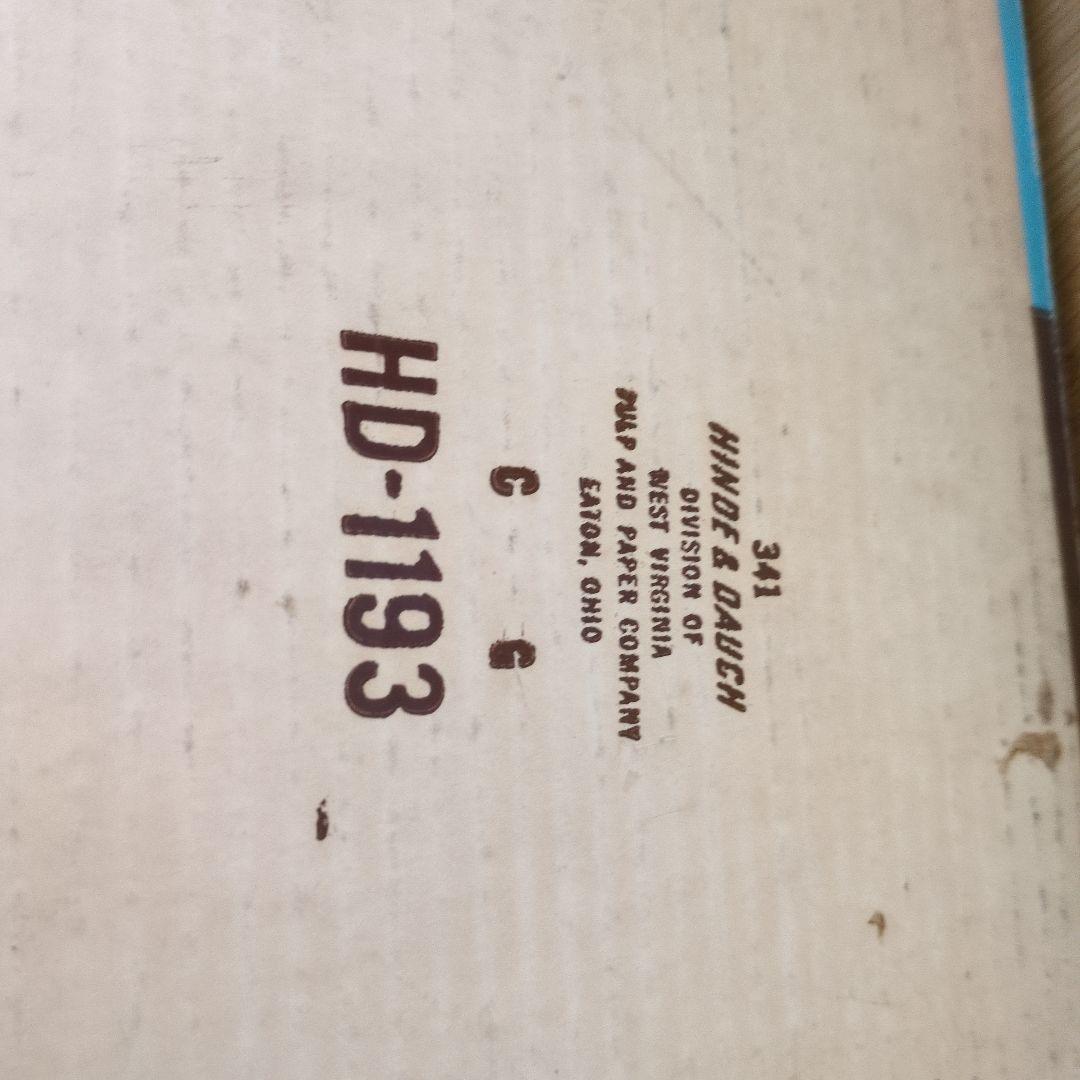 341
HINDE & DAUCH
DIVISION OF
WEST VIRGINIA
PULP AND PAPER COMPANY
EATON, OHIO
C G
HD-1193